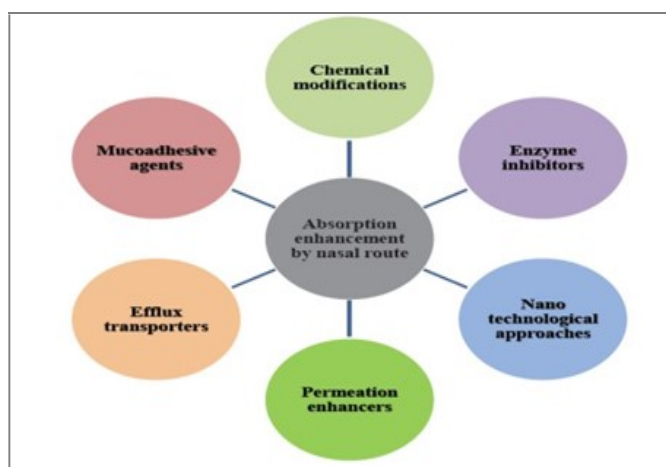 Chemical
modifications
Mucoadhesive
agents
Enzyme
inhibitors
Absorption
enhancement
by nasal route
Efflux
transporters
Nano
technological
approaches
Permeation
enhancers